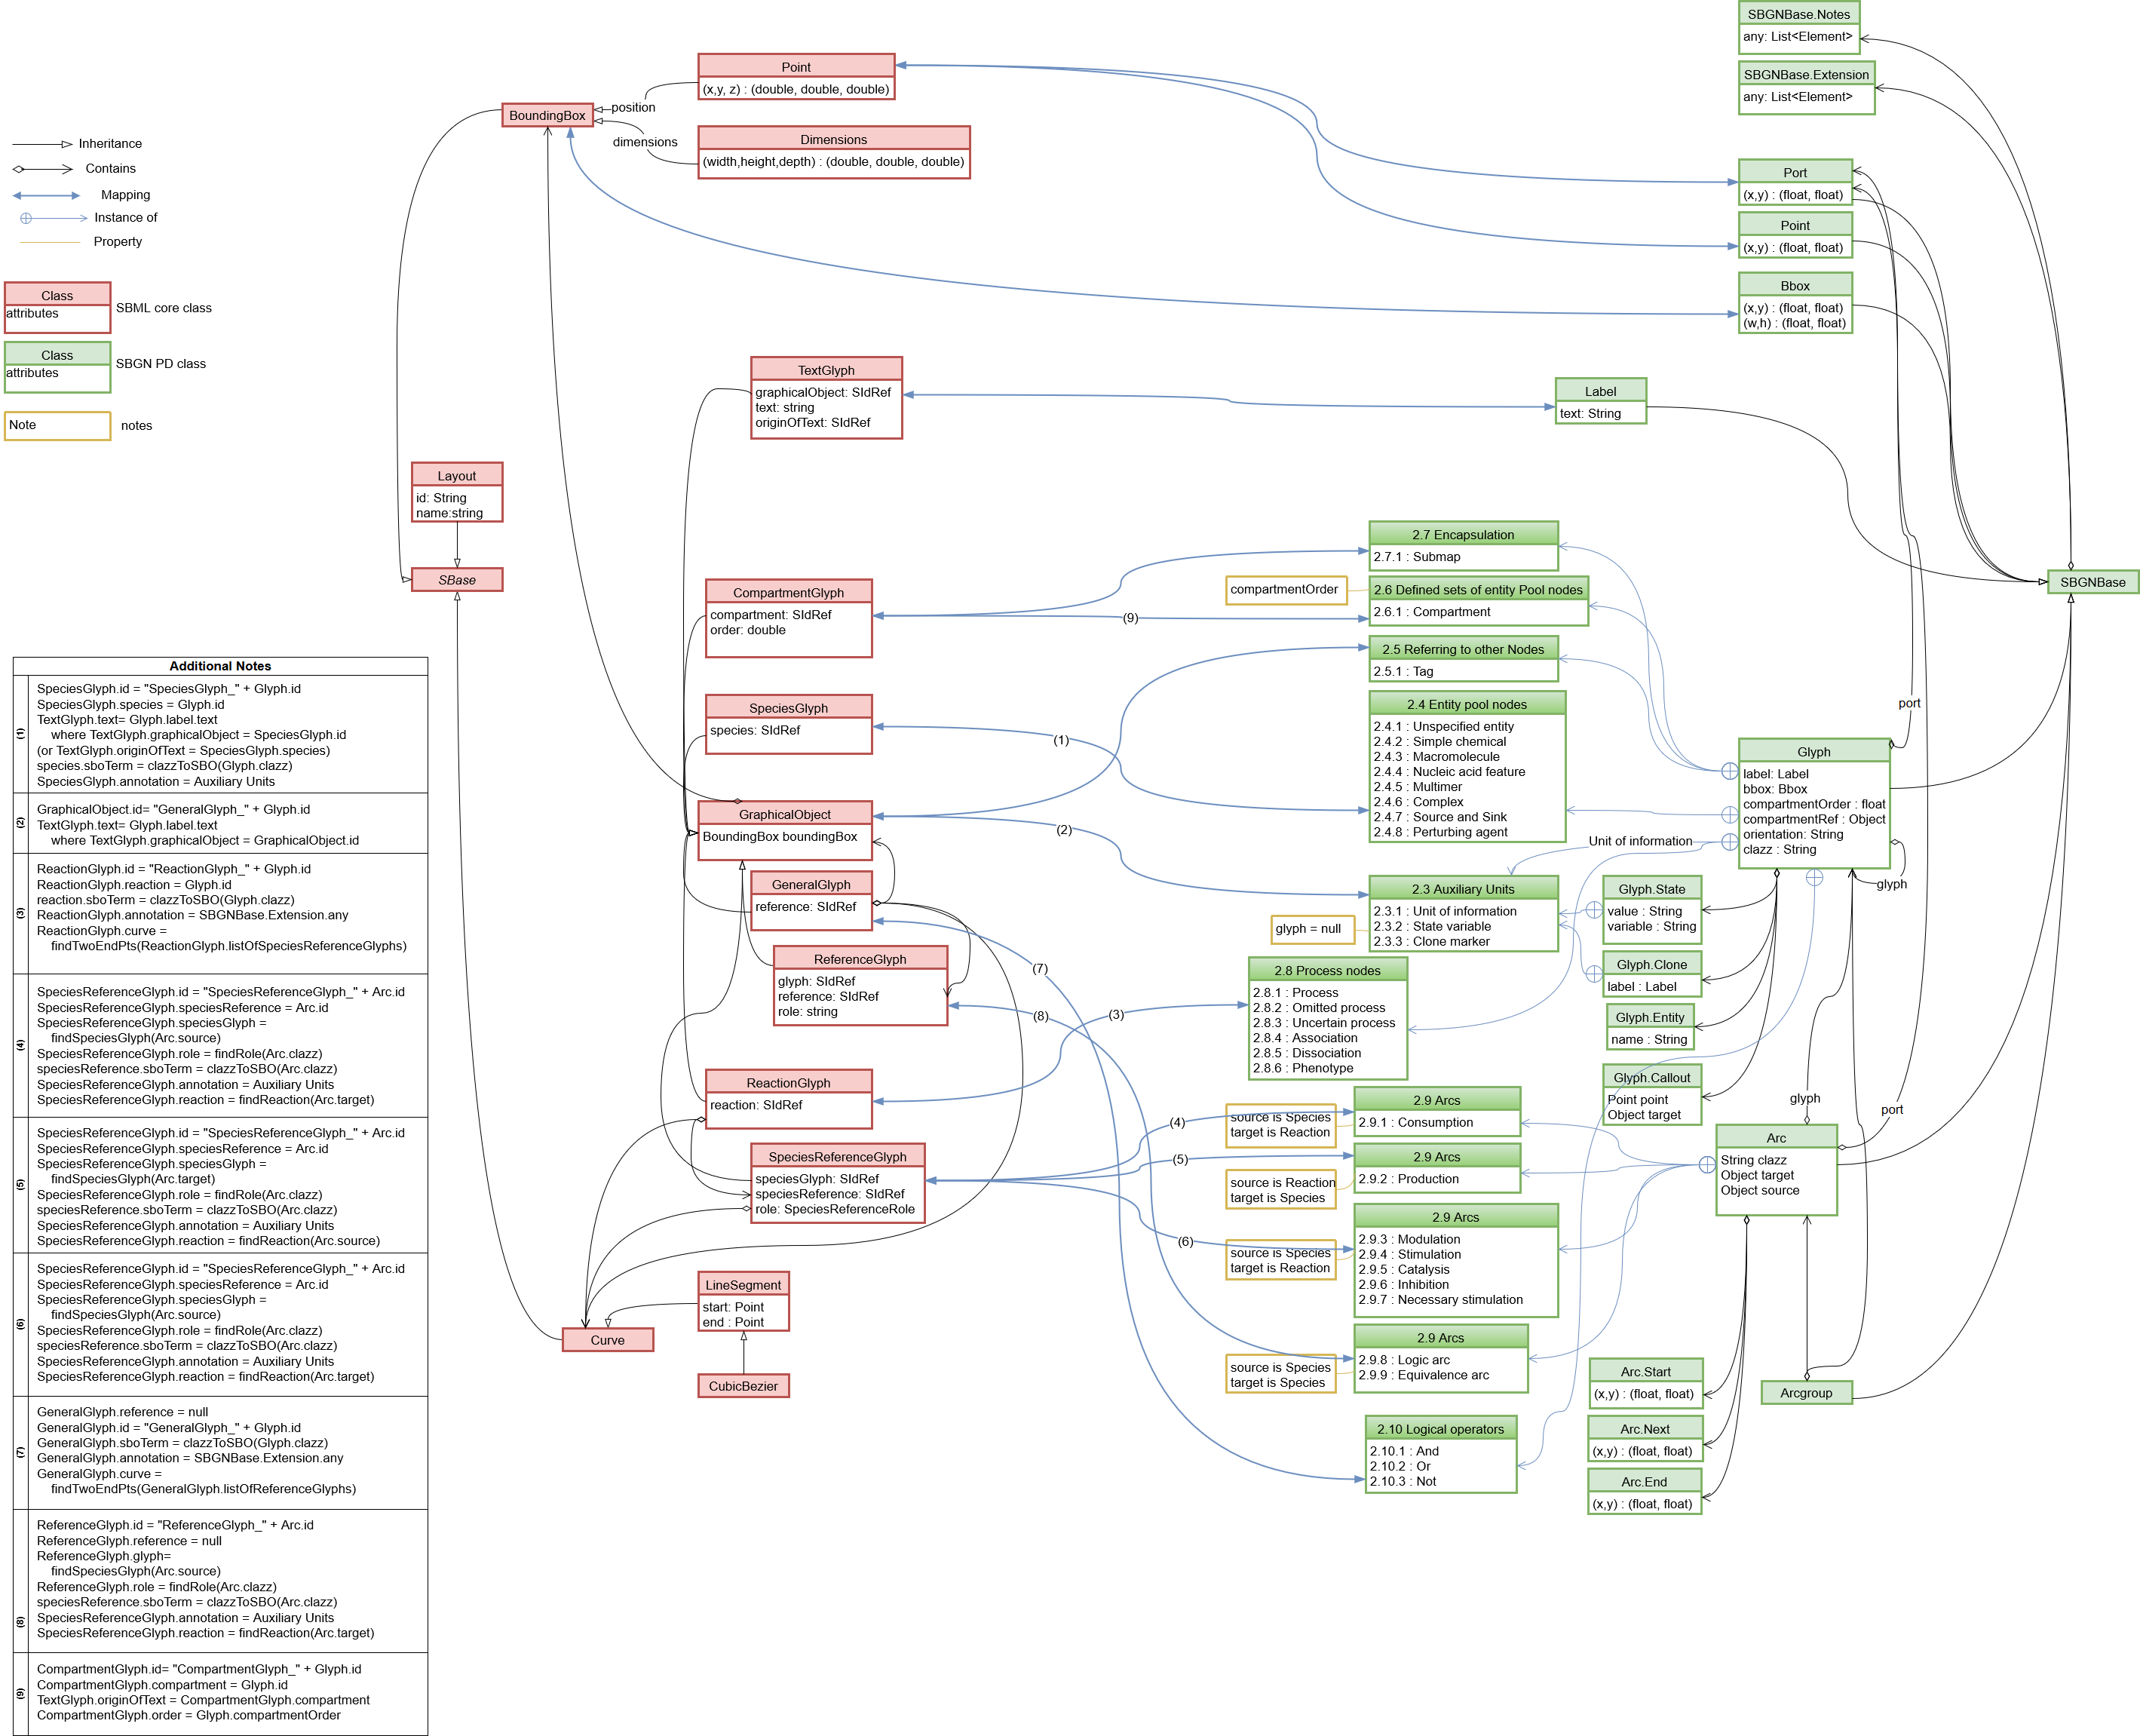 Inheritance
Contains
Mapping
Instance of
Property
Class
attributes
SBML core class
Class
attributes
SBGN PD class
Note
notes
Layout
id: String
name:string
SBase
BoundingBox
position
dimensions
Point
(x,y, z) : (double, double, double)
Dimensions
(width,height,depth) : (double, double, double)
TextGlyph
graphicalObject: SIdRef
text: string
originOfText: SIdRef
CompartmentGlyph
compartment: SIdRef
order: double
SpeciesGlyph
species: SIdRef
GraphicalObject
BoundingBox boundingBox
GeneralGlyph
reference: SIdRef
ReferenceGlyph
glyph: SIdRef
reference: SIdRef
role: string
ReactionGlyph
reaction: SIdRef
SpeciesReferenceGlyph
speciesGlyph: SIdRef
speciesReference: SIdRef
role: SpeciesReferenceRole
LineSegment
start: Point
end : Point
Curve
CubicBezier
(9)
(1)
(2)
(7)
(8)
(3)
(4)
(5)
(6)
compartmentOrder
glyph = null
source is Species
target is Reaction
source is Reaction
target is Species
source is Species
target is Reaction
source is Species
target is Species
2.7 Encapsulation
2.7.1 : Submap
2.6 Defined sets of entity Pool nodes
2.6.1 : Compartment
2.5 Referring to other Nodes
2.5.1 : Tag
2.4 Entity pool nodes
2.4.1 : Unspecified entity
2.4.2 : Simple chemical
2.4.3 : Macromolecule
2.4.4 : Nucleic acid feature
2.4.5 : Multimer
2.4.6 : Complex
2.4.7 : Source and Sink
2.4.8 : Perturbing agent
2.3 Auxiliary Units
2.3.1 : Unit of information
2.3.2 : State variable
2.3.3 : Clone marker
2.8 Process nodes
2.8.1 : Process
2.8.2 : Omitted process
2.8.3 : Uncertain process
2.8.4 : Association
2.8.5 : Dissociation
2.8.6 : Phenotype
2.9 Arcs
2.9.1 : Consumption
2.9 Arcs
2.9.2 : Production
2.9 Arcs
2.9.3 : Modulation
2.9.4 : Stimulation
2.9.5 : Catalysis
2.9.6 : Inhibition
2.9.7 : Necessary stimulation
2.9 Arcs
2.9.8 : Logic arc
2.9.9 : Equivalence arc
2.10 Logical operators
2.10.1 : And
2.10.2 : Or
2.10.3 : Not
SBGNBase.Notes
any: List<Element>
SBGNBase.Extension
any: List<Element>
Port
(x,y) : (float, float)
Point
(x,y) : (float, float)
Bbox
(x,y) : (float, float)
(w,h) : (float, float)
Label
text: String
SBGNBase
port
Glyph
label: Label
bbox: Bbox
compartmentOrder : float
compartmentRef : Object
orientation: String
clazz : String
Unit of information
glyph
Glyph.State
value : String
variable : String
Glyph.Clone
label : Label
Glyph.Entity
name : String
Glyph.Callout
Point point
Object target
glyph
port
Arc
String clazz
Object target
Object source
Arcgroup
Arc.Start
(x,y) : (float, float)
Arc.Next
(x,y) : (float, float)
Arc.End
(x,y) : (float, float)
Additional Notes
(1)
SpeciesGlyph.id = "SpeciesGlyph_" + Glyph.id
SpeciesGlyph.species = Glyph.id
TextGlyph.text= Glyph.label.text
where TextGlyph.graphicalObject = SpeciesGlyph.id
(or TextGlyph.originOfText = SpeciesGlyph.species)
species.sboTerm = clazzToSBO(Glyph.clazz)
SpeciesGlyph.annotation = Auxiliary Units
(2)
GraphicalObject.id= "GeneralGlyph_" + Glyph.id
TextGlyph.text= Glyph.label.text
where TextGlyph.graphicalObject = GraphicalObject.id
(3)
ReactionGlyph.id = "ReactionGlyph_" + Glyph.id
ReactionGlyph.reaction = Glyph.id
reaction.sboTerm = clazzToSBO(Glyph.clazz)
ReactionGlyph.annotation = SBGNBase.Extension.any
ReactionGlyph.curve =
findTwoEndPts(ReactionGlyph.listOfSpeciesReferenceGlyphs)
(4)
SpeciesReferenceGlyph.id = "SpeciesReferenceGlyph_" + Arc.id
SpeciesReferenceGlyph.speciesReference = Arc.id
SpeciesReferenceGlyph.speciesGlyph =
findSpeciesGlyph(Arc.source)
SpeciesReferenceGlyph.role = findRole(Arc.clazz)
speciesReference.sboTerm = clazzToSBO(Arc.clazz)
SpeciesReferenceGlyph.annotation = Auxiliary Units
SpeciesReferenceGlyph.reaction = findReaction(Arc.target)
(5)
SpeciesReferenceGlyph.id = "SpeciesReferenceGlyph_" + Arc.id
SpeciesReferenceGlyph.speciesReference = Arc.id
SpeciesReferenceGlyph.speciesGlyph =
findSpeciesGlyph(Arc.target)
SpeciesReferenceGlyph.role = findRole(Arc.clazz)
speciesReference.sboTerm = clazzToSBO(Arc.clazz)
SpeciesReferenceGlyph.annotation = Auxiliary Units
SpeciesReferenceGlyph.reaction = findReaction(Arc.source)
(6)
SpeciesReferenceGlyph.id = "SpeciesReferenceGlyph_" + Arc.id
SpeciesReferenceGlyph.speciesReference = Arc.id
SpeciesReferenceGlyph.speciesGlyph =
findSpeciesGlyph(Arc.source)
SpeciesReferenceGlyph.role = findRole(Arc.clazz)
speciesReference.sboTerm = clazzToSBO(Arc.clazz)
SpeciesReferenceGlyph.annotation = Auxiliary Units
SpeciesReferenceGlyph.reaction = findReaction(Arc.target)
(7)
GeneralGlyph.reference = null
GeneralGlyph.id = "GeneralGlyph_" + Glyph.id
GeneralGlyph.sboTerm = clazzToSBO(Glyph.clazz)
GeneralGlyph.annotation = SBGNBase.Extension.any
GeneralGlyph.curve =
findTwoEndPts(GeneralGlyph.listOfReferenceGlyphs)
(8)
ReferenceGlyph.id = "ReferenceGlyph_" + Arc.id
ReferenceGlyph.reference = null
ReferenceGlyph.glyph=
findSpeciesGlyph(Arc.source)
ReferenceGlyph.role = findRole(Arc.clazz)
speciesReference.sboTerm = clazzToSBO(Arc.clazz)
SpeciesReferenceGlyph.annotation = Auxiliary Units
SpeciesReferenceGlyph.reaction = findReaction(Arc.target)
(9)
CompartmentGlyph.id= "CompartmentGlyph_" + Glyph.id
CompartmentGlyph.compartment = Glyph.id
TextGlyph.originOfText = CompartmentGlyph.compartment
CompartmentGlyph.order = Glyph.compartmentOrder